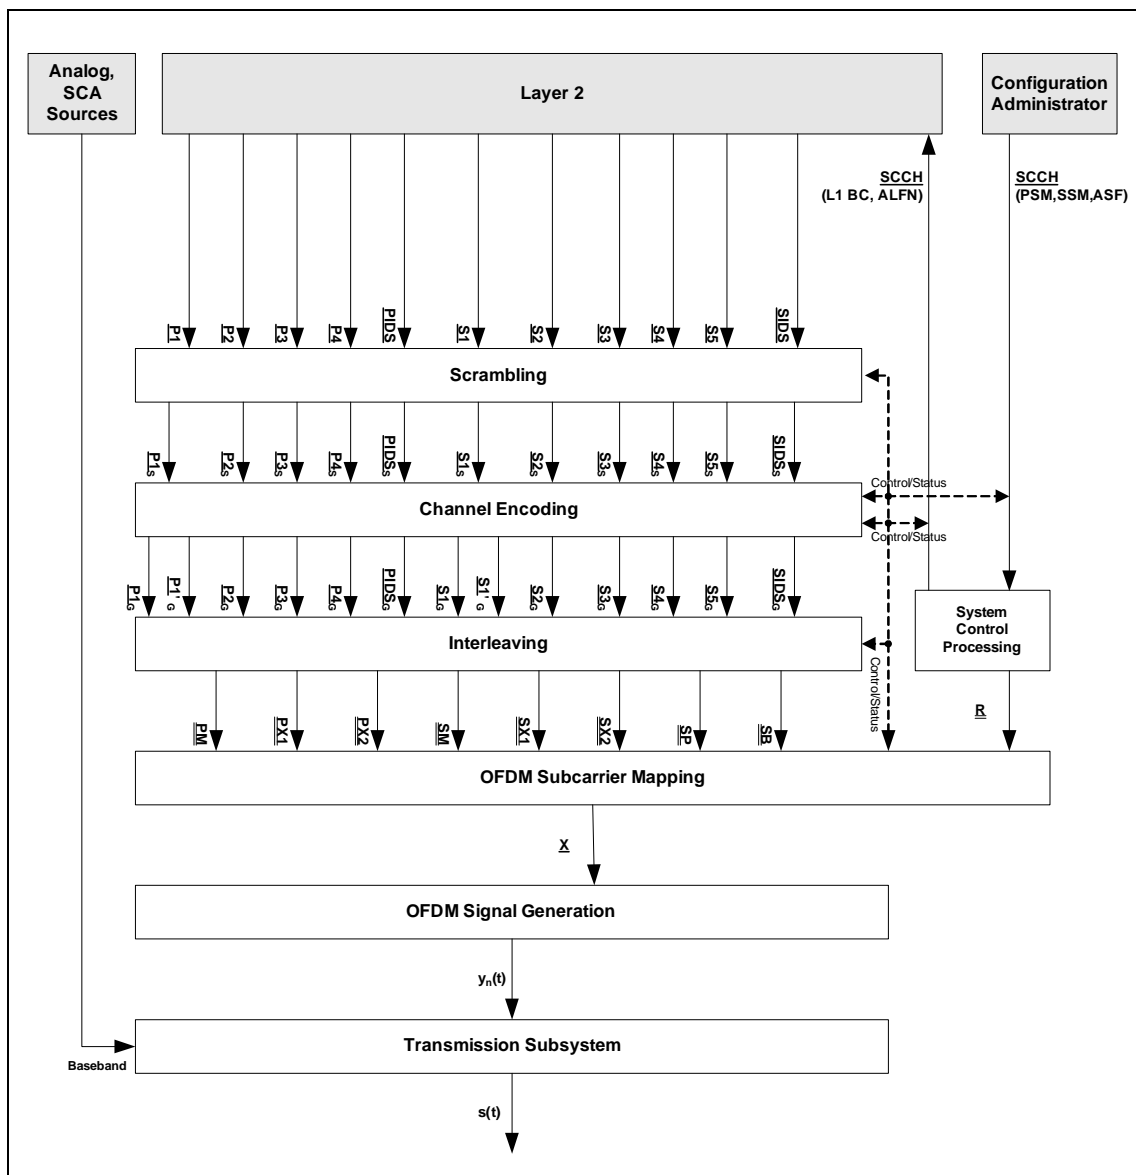 Analog,
SCA
Sources
Layer 2
Configuration
Administrator
SCCH
(L1 BC, ALFN)
SCCH
(PSM,SSM,ASF)
P1
P2
P3
P4
PIDS
S1
S2
S3
S4
S5
SIDS
Scrambling
P1S
P2S
P3S
P4S
PIDSS
S1S
S2S
S3S
S4S
S5S
SIDSS
Control/Status
Channel Encoding
Control/Status
P1G
P1'G
P2G
P3G
P4G
PIDSG
S1G
S1'G
S2G
S3G
S4G
S5G
SIDSG
System
Control
Processing
Interleaving
Control/Status
PM
PX1
PX2
SM
SX1
SX2
SP
SB
R
OFDM Subcarrier Mapping
X
OFDM Signal Generation
yn(t)
Transmission Subsystem
Baseband
s(t)